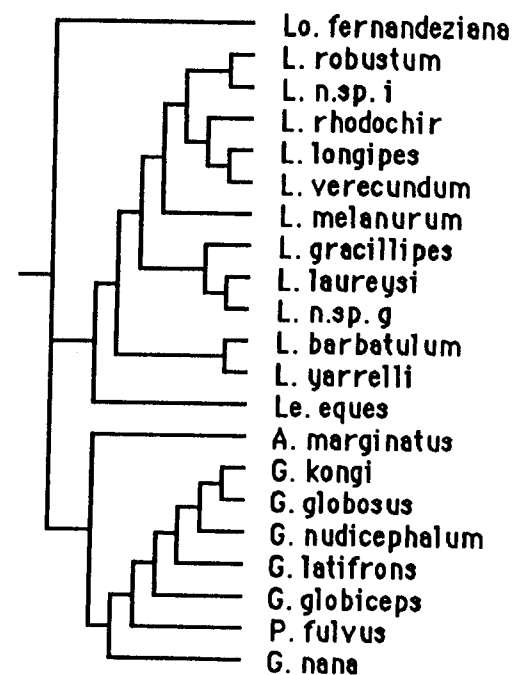 Lo. fernandeziana
L. robustum
L. n.sp. i
L. rhodochir
L. longipes
L. verecundum
L. melanurum
L. gracillipes
L. laureysi
L. n.sp. g
L. barbatulum
L. yarrelli
Le. eques
A. marginatus
G. kongi
G. globosus
G. nudicephalum
G. latifrons
G. globiceps
P. fulvus
G. nana